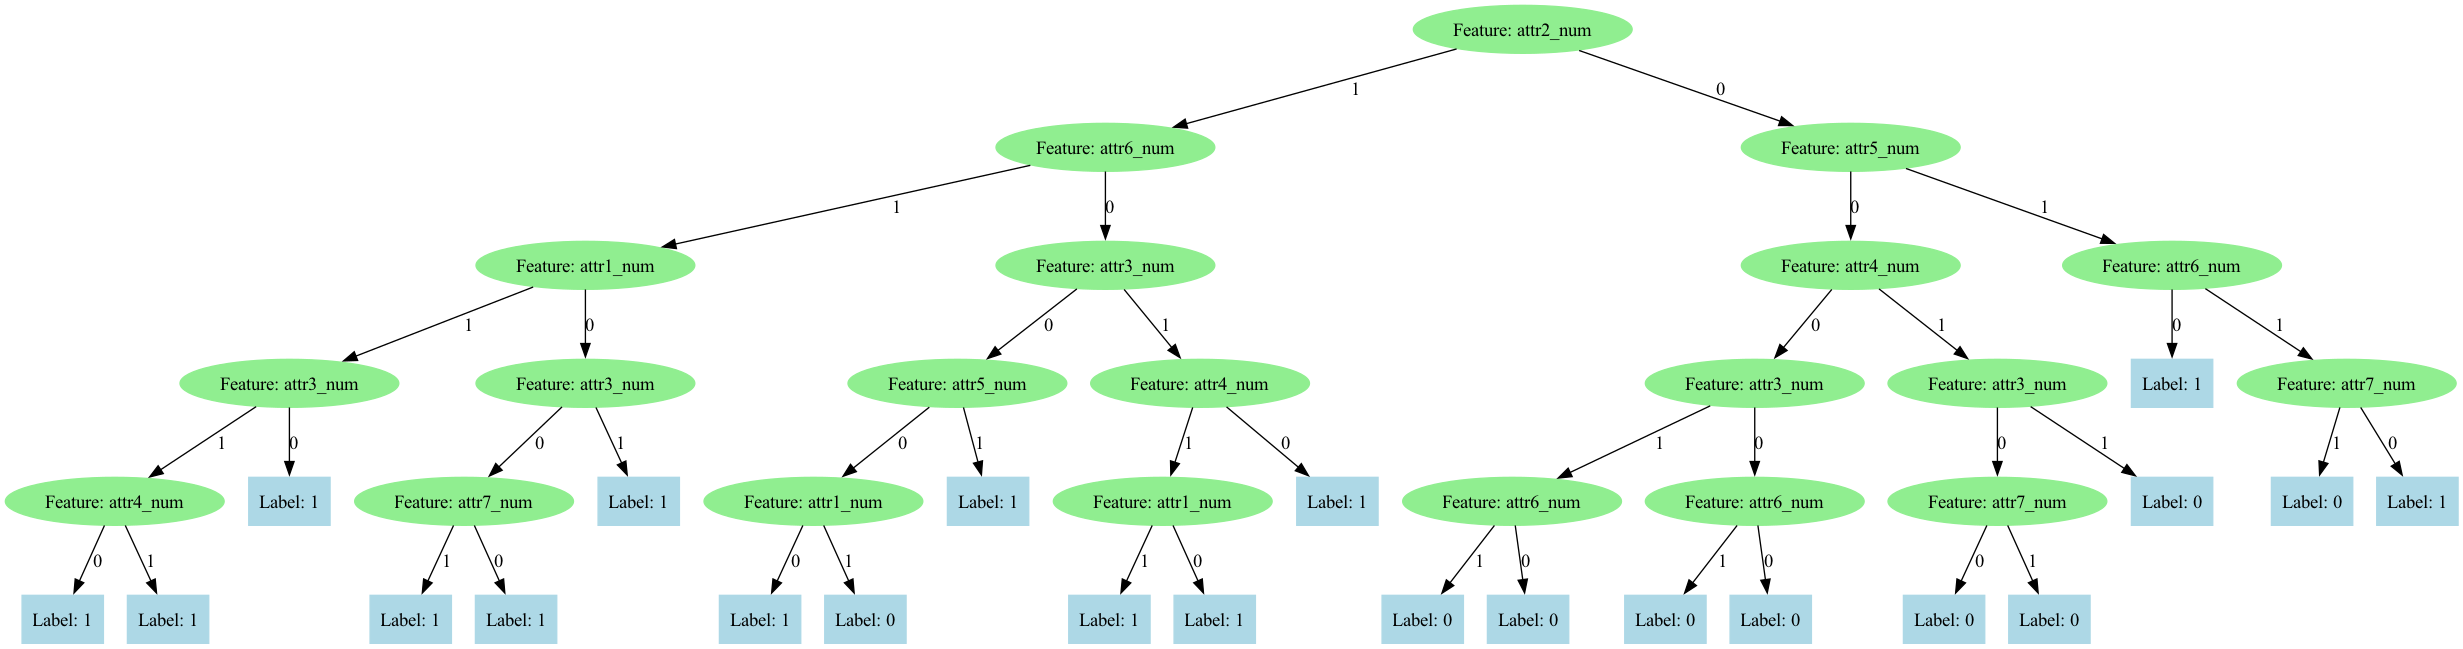 Feature: attr2_num
1
0
Feature: attr6_num
Feature: attr5_num
1
0
0
1
Feature: attr1_num
Feature: attr3_num
Feature: attr4_num
Feature: attr6_num
1
0
0
1
0
1
0
1
Feature: attr3_num
Feature: attr3_num
Feature: attr5_num
Feature: attr4_num
Feature: attr3_num
Feature: attr3_num
Label: 1
Feature: attr7_num
1
0
0
1
0
1
1
0
1
0
0
1
1
0
Feature: attr4_num
Label: 1
Feature: attr7_num
Label: 1
Feature: attr1_num
Label: 1
Feature: attr1_num
Label: 1
Feature: attr6_num
Feature: attr6_num
Feature: attr7_num
Label: 0
Label: 0
Label: 1
0
1
1
0
0
1
1
0
1
0
1
0
0
1
Label: 1
Label: 1
Label: 1
Label: 1
Label: 1
Label: 0
Label: 1
Label: 1
Label: 0
Label: 0
Label: 0
Label: 0
Label: 0
Label: 0